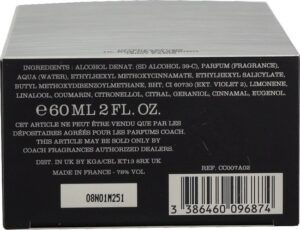 INGREDIENTS : ALCOHOL DENAT. (SD ALCOHOL 39-C), PARFUM (FRAGRANCE),
AQUA (WATER), ETHYLHEXYL METHOXYCINNAMATE, ETHYLHEXYL SALICYLATE,
BUTYL METHOXYDIBENZOYLMETHANE, BHT, CI 60730 (EXT. VIOLET 2), LIMONENE,
LINALOOL, COUMARIN, CITRONELLOL, CITRAL, GERANIOL, CINNAMAL, EUGENOL.
℮60ML 2 FL. OZ.
CET ARTICLE NE PEUT ÊTRE VENDU QUE PAR LES
DÉPOSITAIRES AGRÉÉS POUR LES PARFUMS COACH
THIS ARTICLE MAY BE SOLD ONLY BY
COACH FRAGRANCES AUTHORIZED DEALERS.
DIST. IN UK BY KGA/CBL KT13 8RX UK
MADE IN FRANCE - 78% VOL
REF. CC007A02
08N01M251
3 386460 096874